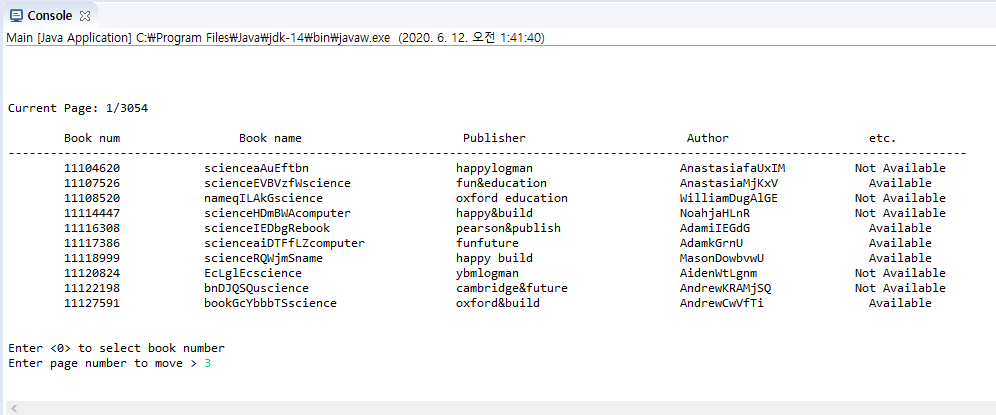 Console
Main [Java Application] C:₩Program Files₩Java₩jdk-14₩bin₩javaw.exe (2020. 6. 12. 오전 1:41:40)
Current Page: 1/3054
Book num Book name Publisher Author etc.
11104620 scienceaAuEftbn happylogman AnastasiafaUxIM Not Available
11107526 scienceEVBVzfWscience fun&education AnastasiaMjKxV Available
11108520 nameqILAkGscience oxford education WilliamDugAlGE Not Available
11114447 scienceHDmBWAcomputer happy&build NoahjaHLnR Not Available
11116308 scienceIEDbgRebook pearson&publish AdamiIEGdG Available
11117386 scienceaiDTFfLZcomputer funfuture AdamkGrnU Available
11118999 scienceRQWjmSname happy build MasonDowbvwU Available
11120824 EcLglEcscience ybmlogman AidenWtLgnm Not Available
11122198 bnDJQSQuscience cambridge&future AndrewKRAMjSQ Not Available
11127591 bookGcYbbbTSscience oxford&build AndrewCwVfTi Available
Enter <0> to select book number
Enter page number to move > 3